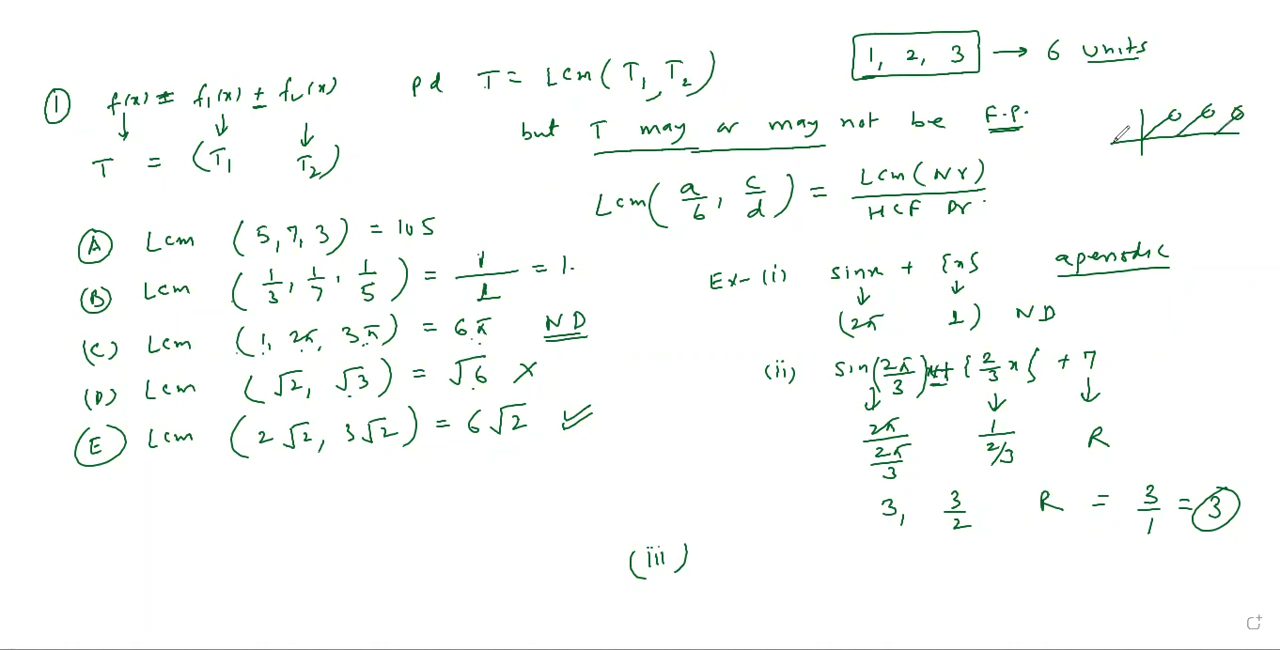 1, 2, 3 → 6 units
① f(x) ± f₁(x) ± f₂(x) pd T = Lcm(T₁, T₂)
but T may or may not be F.P.
T = (T₁ T₂)
Lcm(a/b, c/d) = Lcm(Nr) / HCF Dr.
(A) Lcm (5, 7, 3) = 105
(B) Lcm (1/3, 1/7, 1/5) = 1/1 = 1.
(C) Lcm (1, 2π, 3π) = 6π ND
(D) Lcm (√2, √3) = √6 ×
(E) Lcm (2√2, 3√2) = 6√2 ✓
Ex- (i) sinx + {x} aperiodic
(2π 1) ND
(ii) sin(2π/3)x + {2/3 x} + 7
2π/(2π/3) 1/(2/3) R
3, 3/2 R = 3/1 = 3
(iii)